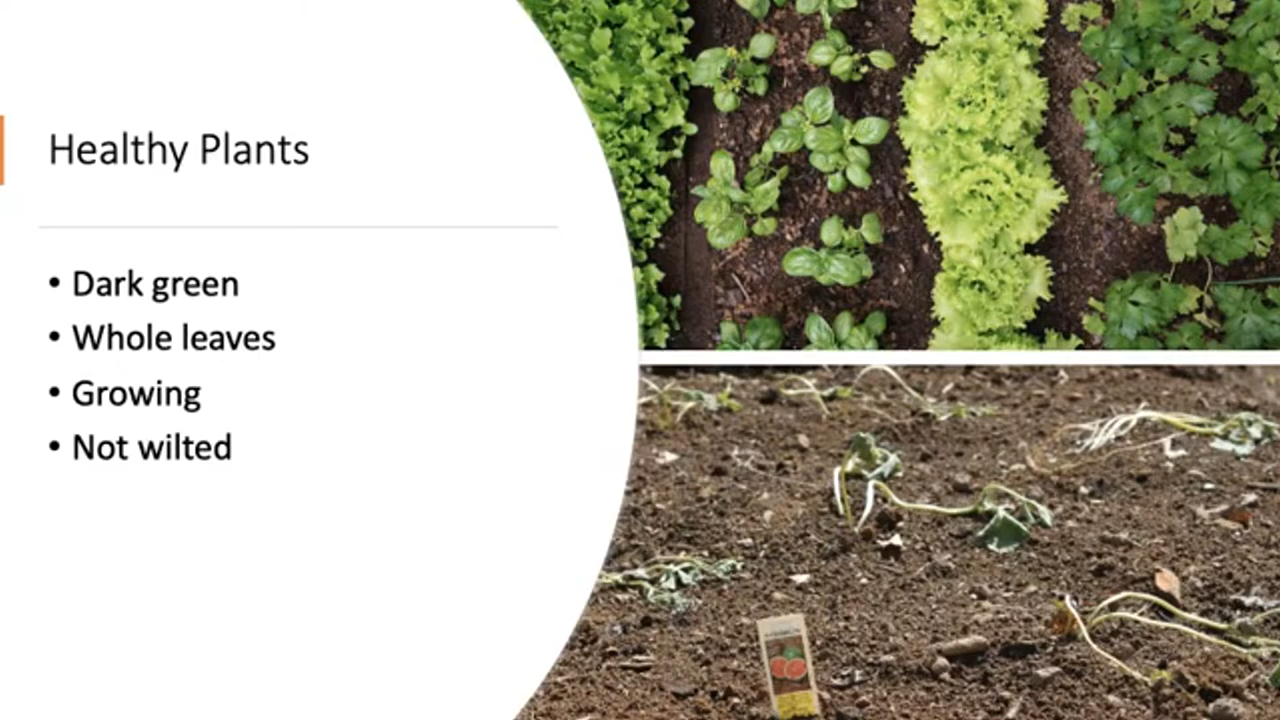 Healthy Plants
• Dark green
• Whole leaves
• Growing
• Not wilted